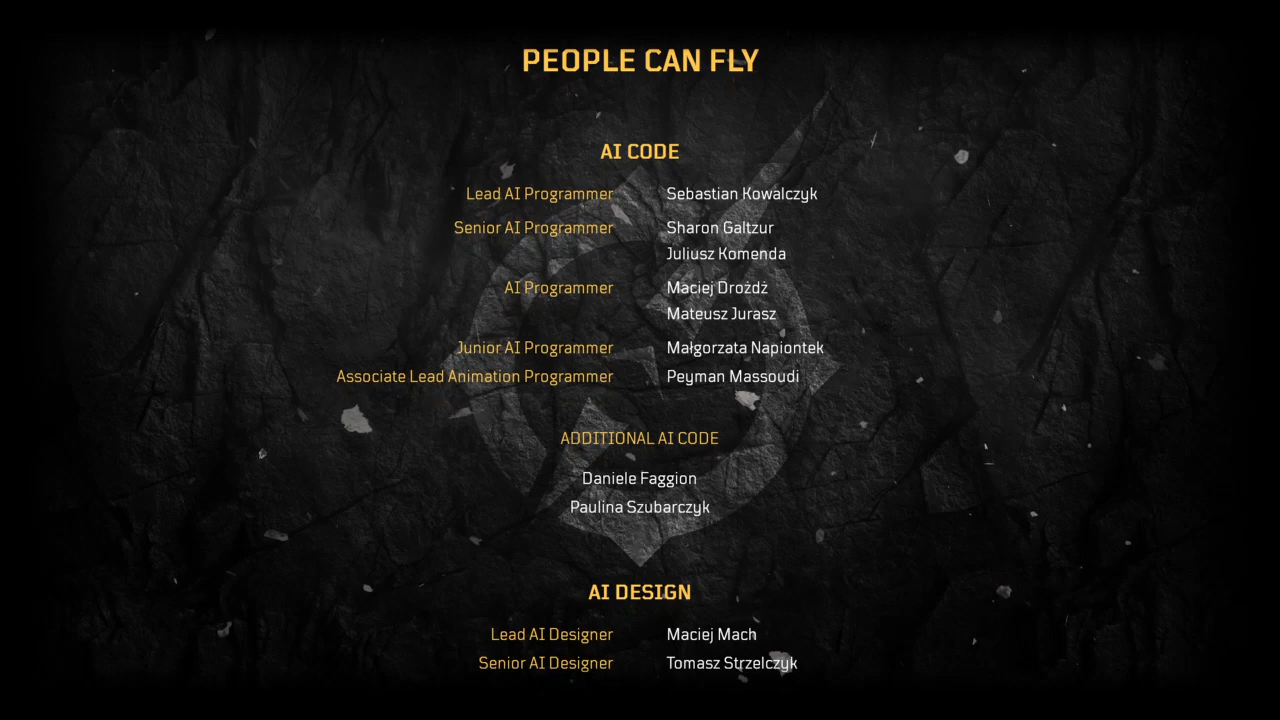 PEOPLE CAN FLY
AI CODE
Lead AI Programmer Sebastian Kowalczyk
Senior AI Programmer Sharon Galtzur
Juliusz Komenda
AI Programmer Maciej Drożdż
Mateusz Jurasz
Junior AI Programmer Małgorzata Napiontek
Associate Lead Animation Programmer Peyman Massoudi
ADDITIONAL AI CODE
Daniele Faggion
Paulina Szubarczyk
AI DESIGN
Lead AI Designer Maciej Mach
Senior AI Designer Tomasz Strzelczyk